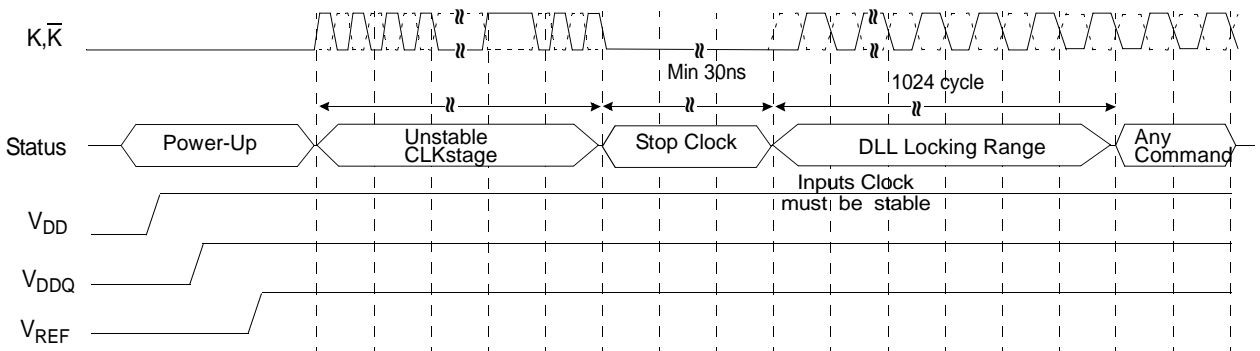 K,K̅
Min 30ns
1024 cycle
Status
Power-Up
Unstable
CLKstage
Stop Clock
DLL Locking Range
Any
Command
Inputs Clock
must be stable
VDD
VDDQ
VREF